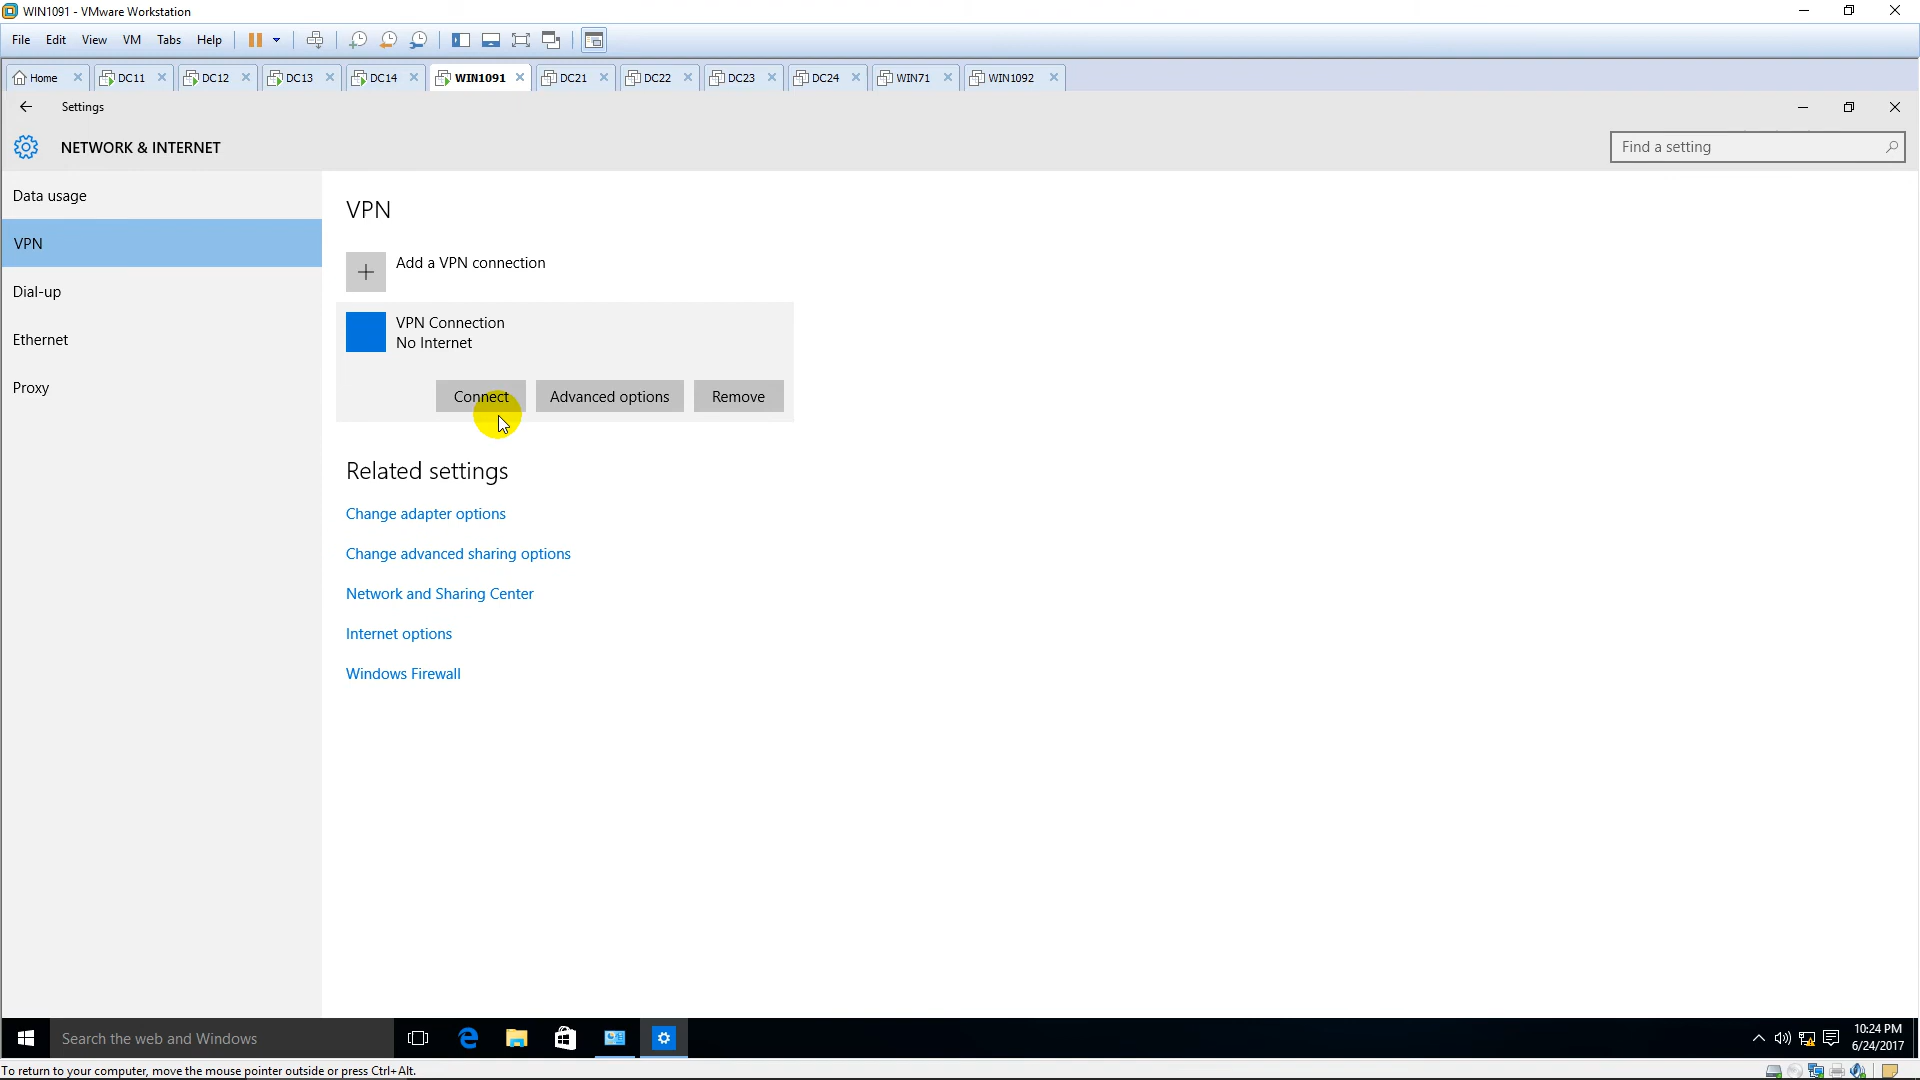 WIN1091 - VMware Workstation
File Edit View VM Tabs Help
Home DC11 DC12 DC13 DC14 WIN1091 DC21 DC22 DC23 DC24 WIN71 WIN1092
Settings
NETWORK & INTERNET
Find a setting
Data usage
VPN
Dial-up
Ethernet
Proxy
VPN
Add a VPN connection
VPN Connection
No Internet
Connect Advanced options Remove
Related settings
Change adapter options
Change advanced sharing options
Network and Sharing Center
Internet options
Windows Firewall
Search the web and Windows
10:24 PM
6/24/2017
To return to your computer, move the mouse pointer outside or press Ctrl+Alt.